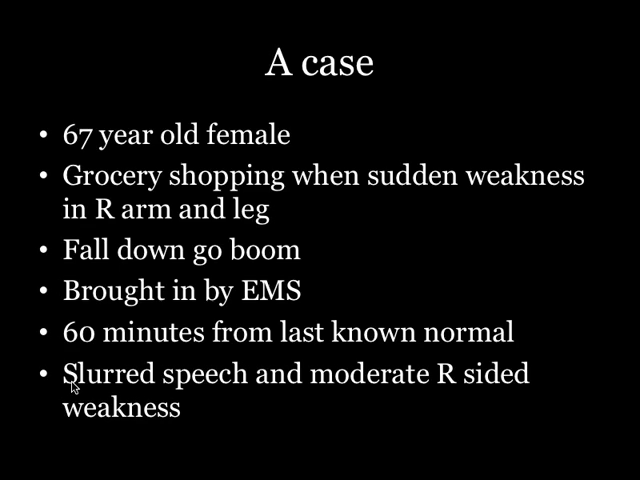 A case
• 67 year old female
• Grocery shopping when sudden weakness
in R arm and leg
• Fall down go boom
• Brought in by EMS
• 60 minutes from last known normal
• Slurred speech and moderate R sided
weakness